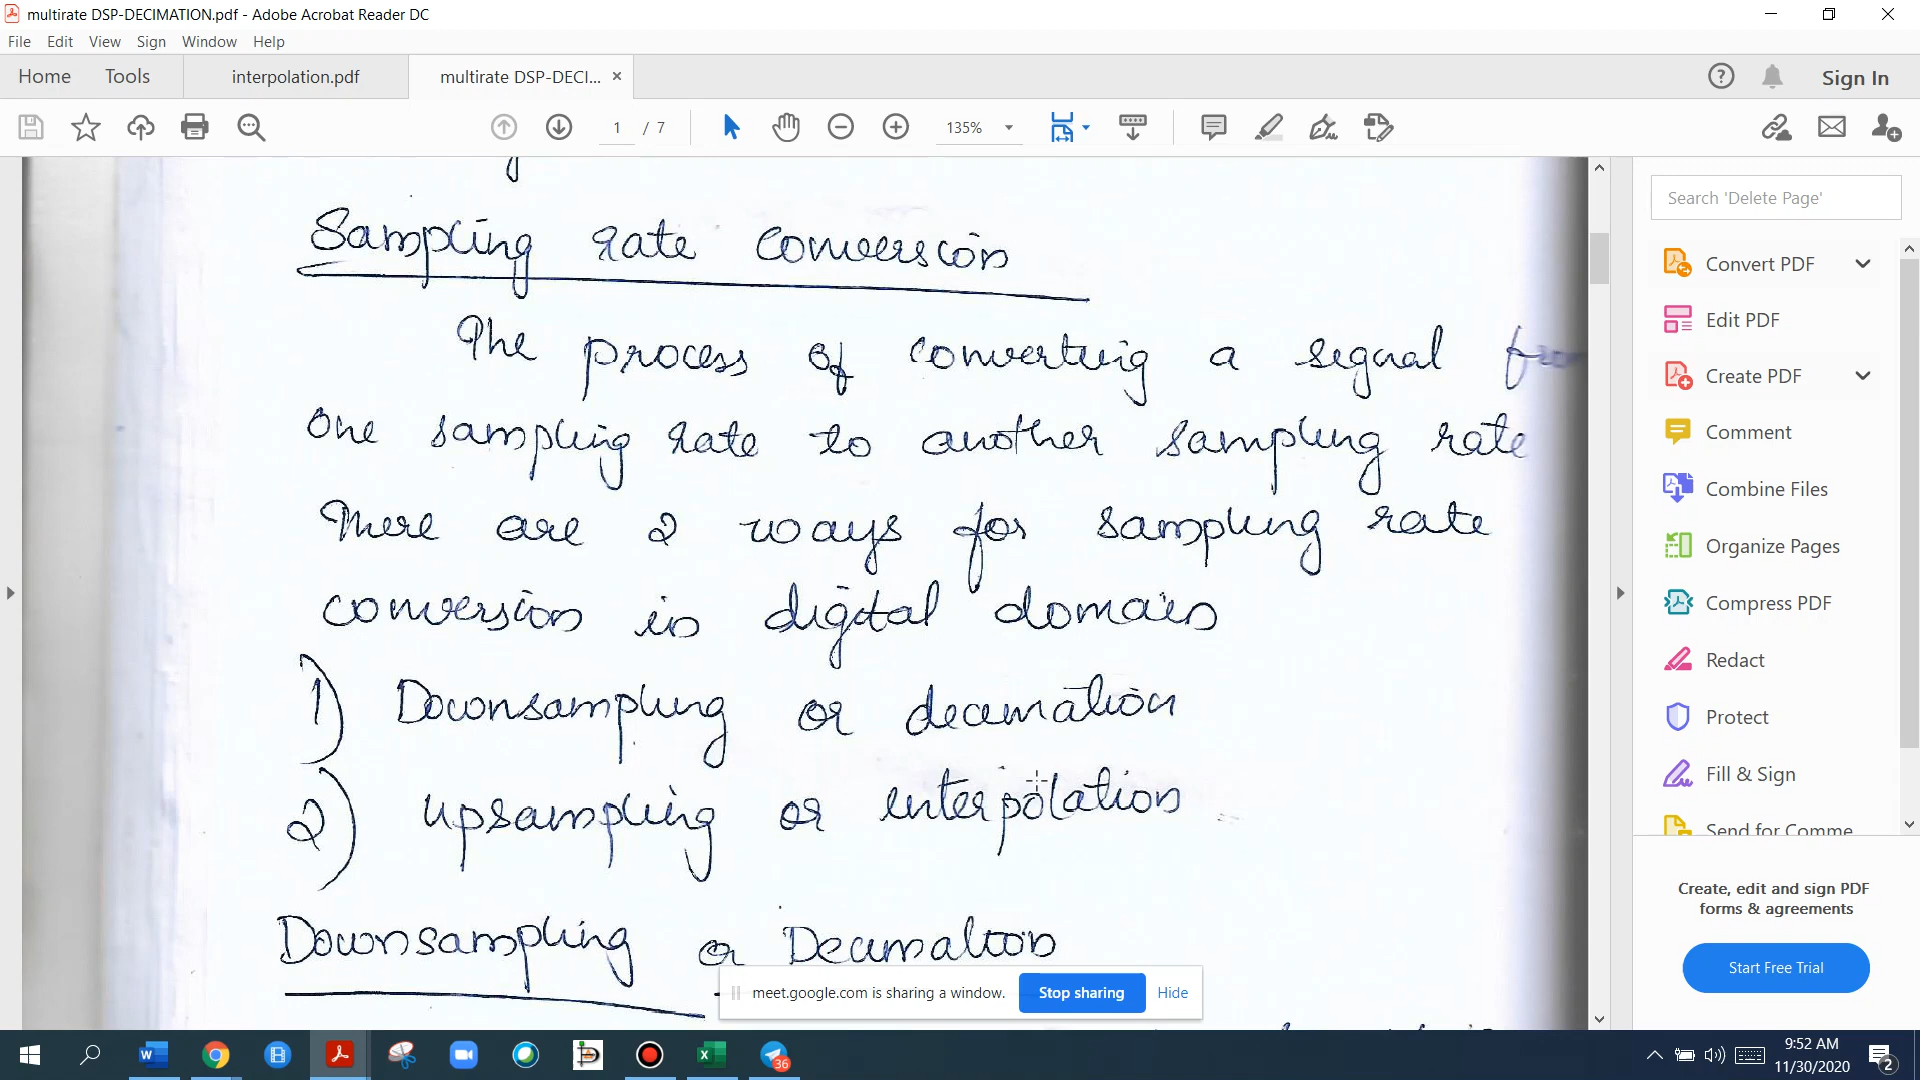 multirate DSP-DECIMATION.pdf - Adobe Acrobat Reader DC
File Edit View Sign Window Help
Home Tools interpolation.pdf multirate DSP-DECI... × Sign In
1 / 7 135%
Sampling rate conversion
The process of converting a signal from
one sampling rate to another sampling rate
There are 2 ways for sampling rate
conversion in digital domain
1) Downsampling or decimation
2) Upsampling or interpolation
Downsampling or Decimation
Search 'Delete Page'
Convert PDF
Edit PDF
Create PDF
Comment
Combine Files
Organize Pages
Compress PDF
Redact
Protect
Fill & Sign
Send for Comme
Create, edit and sign PDF
forms & agreements
Start Free Trial
meet.google.com is sharing a window. Stop sharing Hide
36
9:52 AM
11/30/2020
2